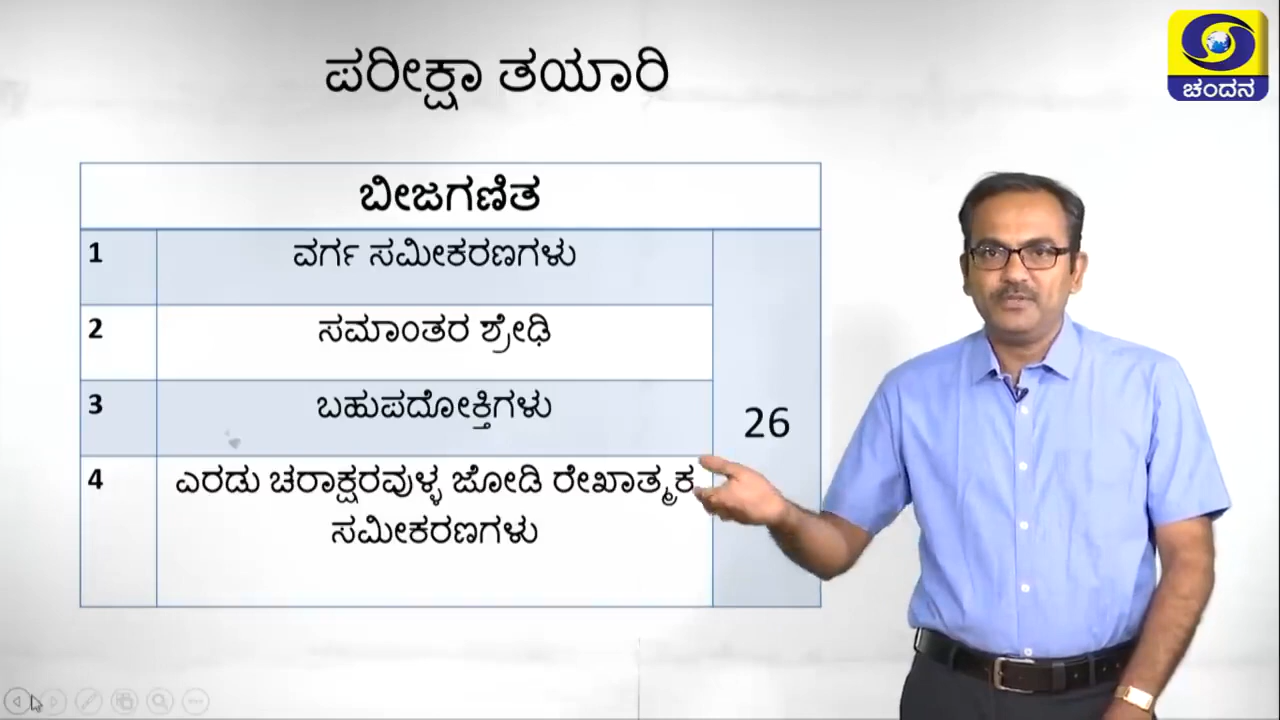 ಪರೀಕ್ಷಾ ತಯಾರಿ
ಚಂದನ
ಬೀಜಗಣಿತ
1 ವರ್ಗ ಸಮೀಕರಣಗಳು
2 ಸಮಾಂತರ ಶ್ರೇಢಿ
3 ಬಹುಪದೋಕ್ತಿಗಳು
26
4 ಎರಡು ಚರಾಕ್ಷರವುಳ್ಳ ಜೋಡಿ ರೇಖಾತ್ಮಕ
ಸಮೀಕರಣಗಳು